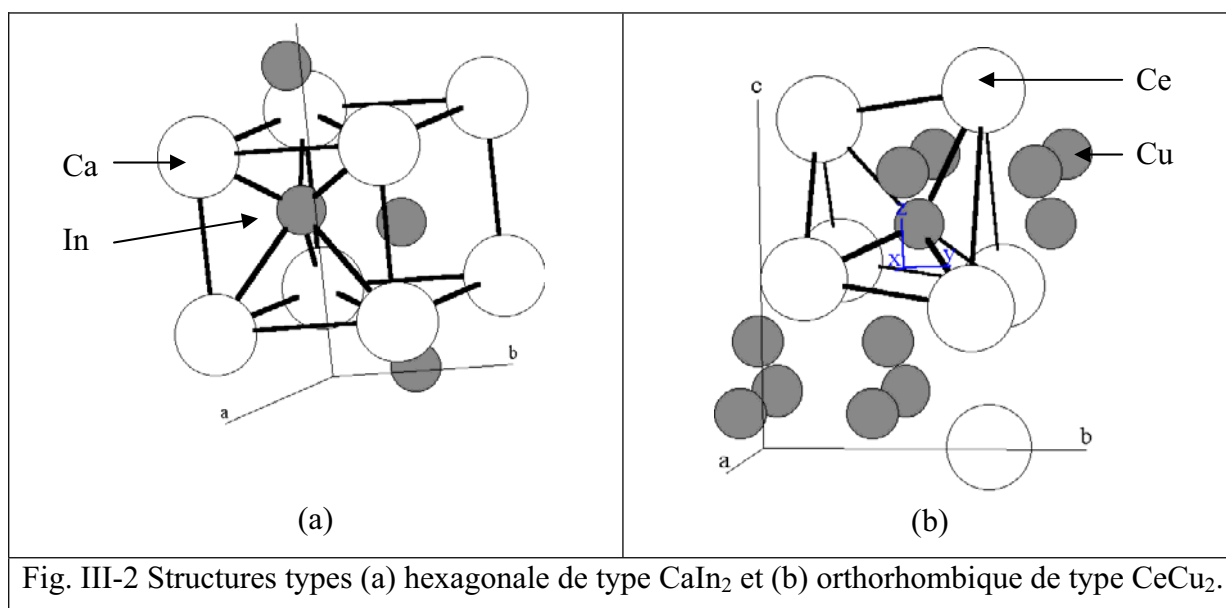 Ca
In
a
b
(a)
c
Ce
Cu
z
x
y
a
b
(b)
Fig. III-2 Structures types (a) hexagonale de type CaIn₂ et (b) orthorhombique de type CeCu₂.